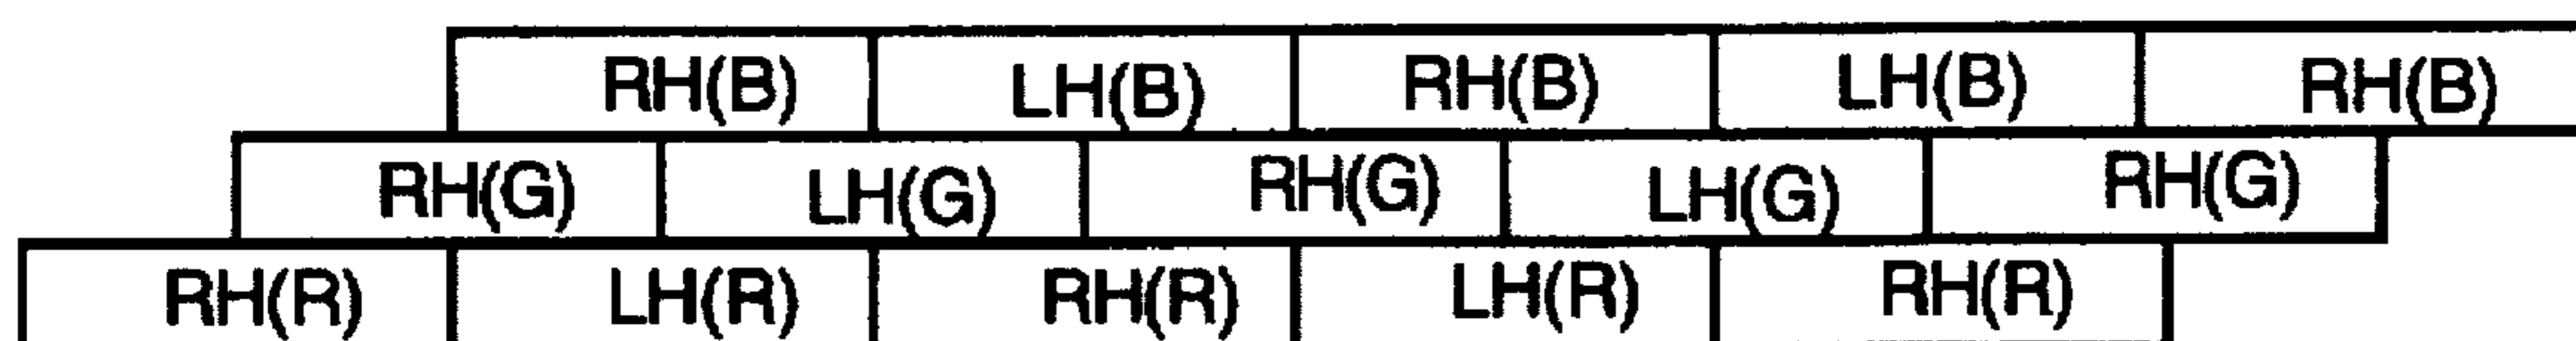 RH(B) LH(B) RH(B) LH(B) RH(B)
RH(G) LH(G) RH(G) LH(G) RH(G)
RH(R) LH(R) RH(R) LH(R) RH(R)